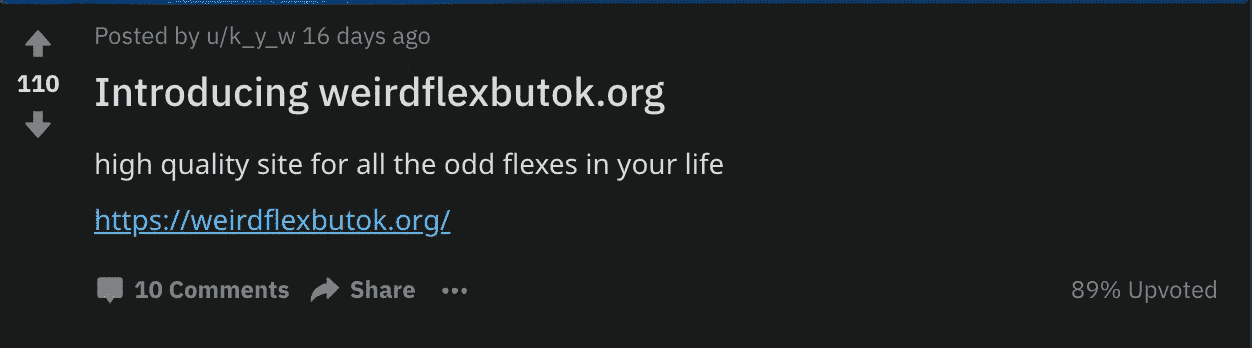 Posted by u/k_y_w 16 days ago
110
Introducing weirdflexbutok.org
high quality site for all the odd flexes in your life
https://weirdflexbutok.org/
10 Comments Share ••• 89% Upvoted